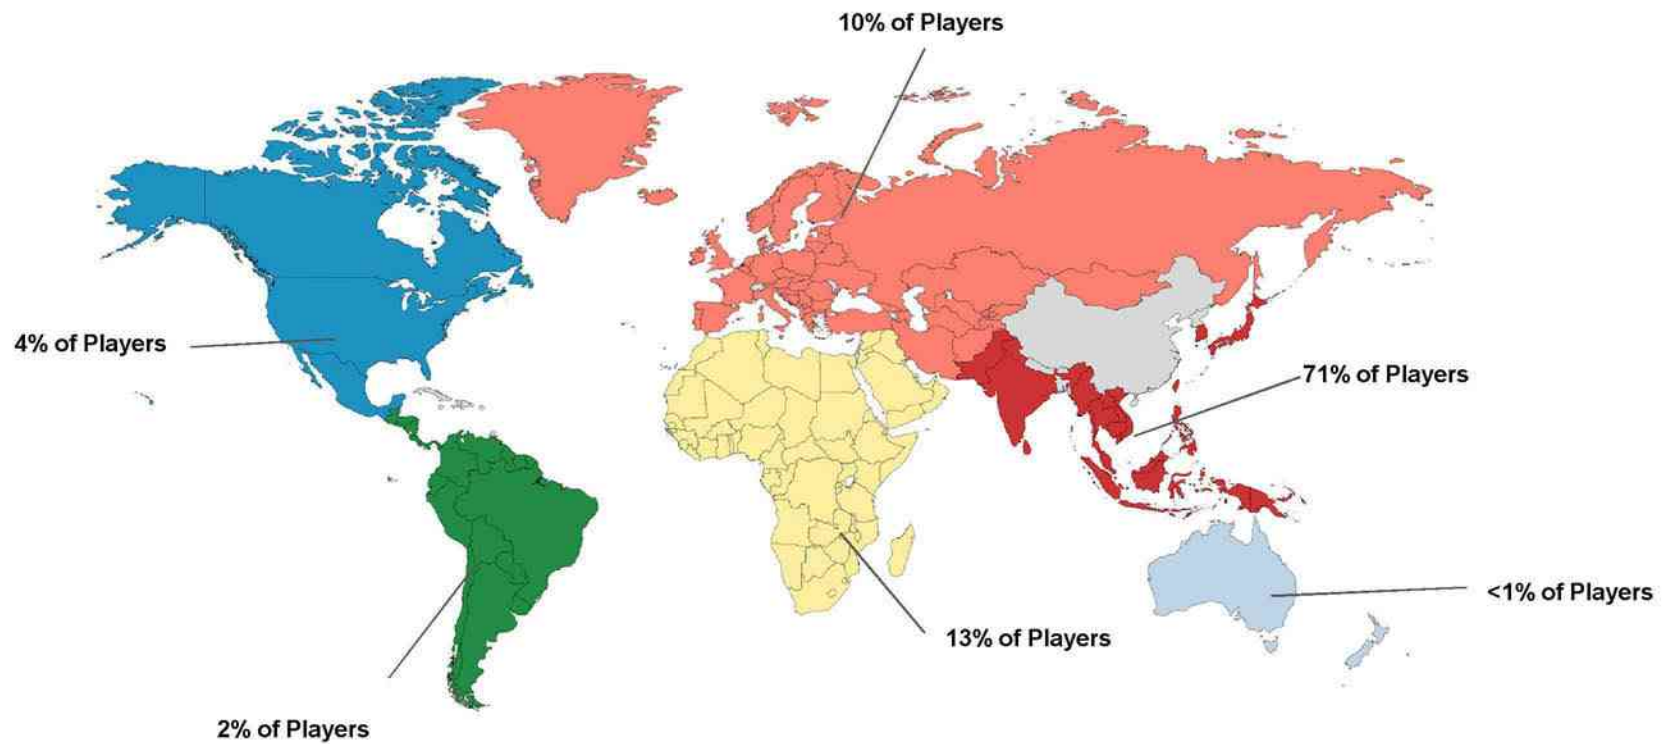 10% of Players
4% of Players
71% of Players
<1% of Players
13% of Players
2% of Players